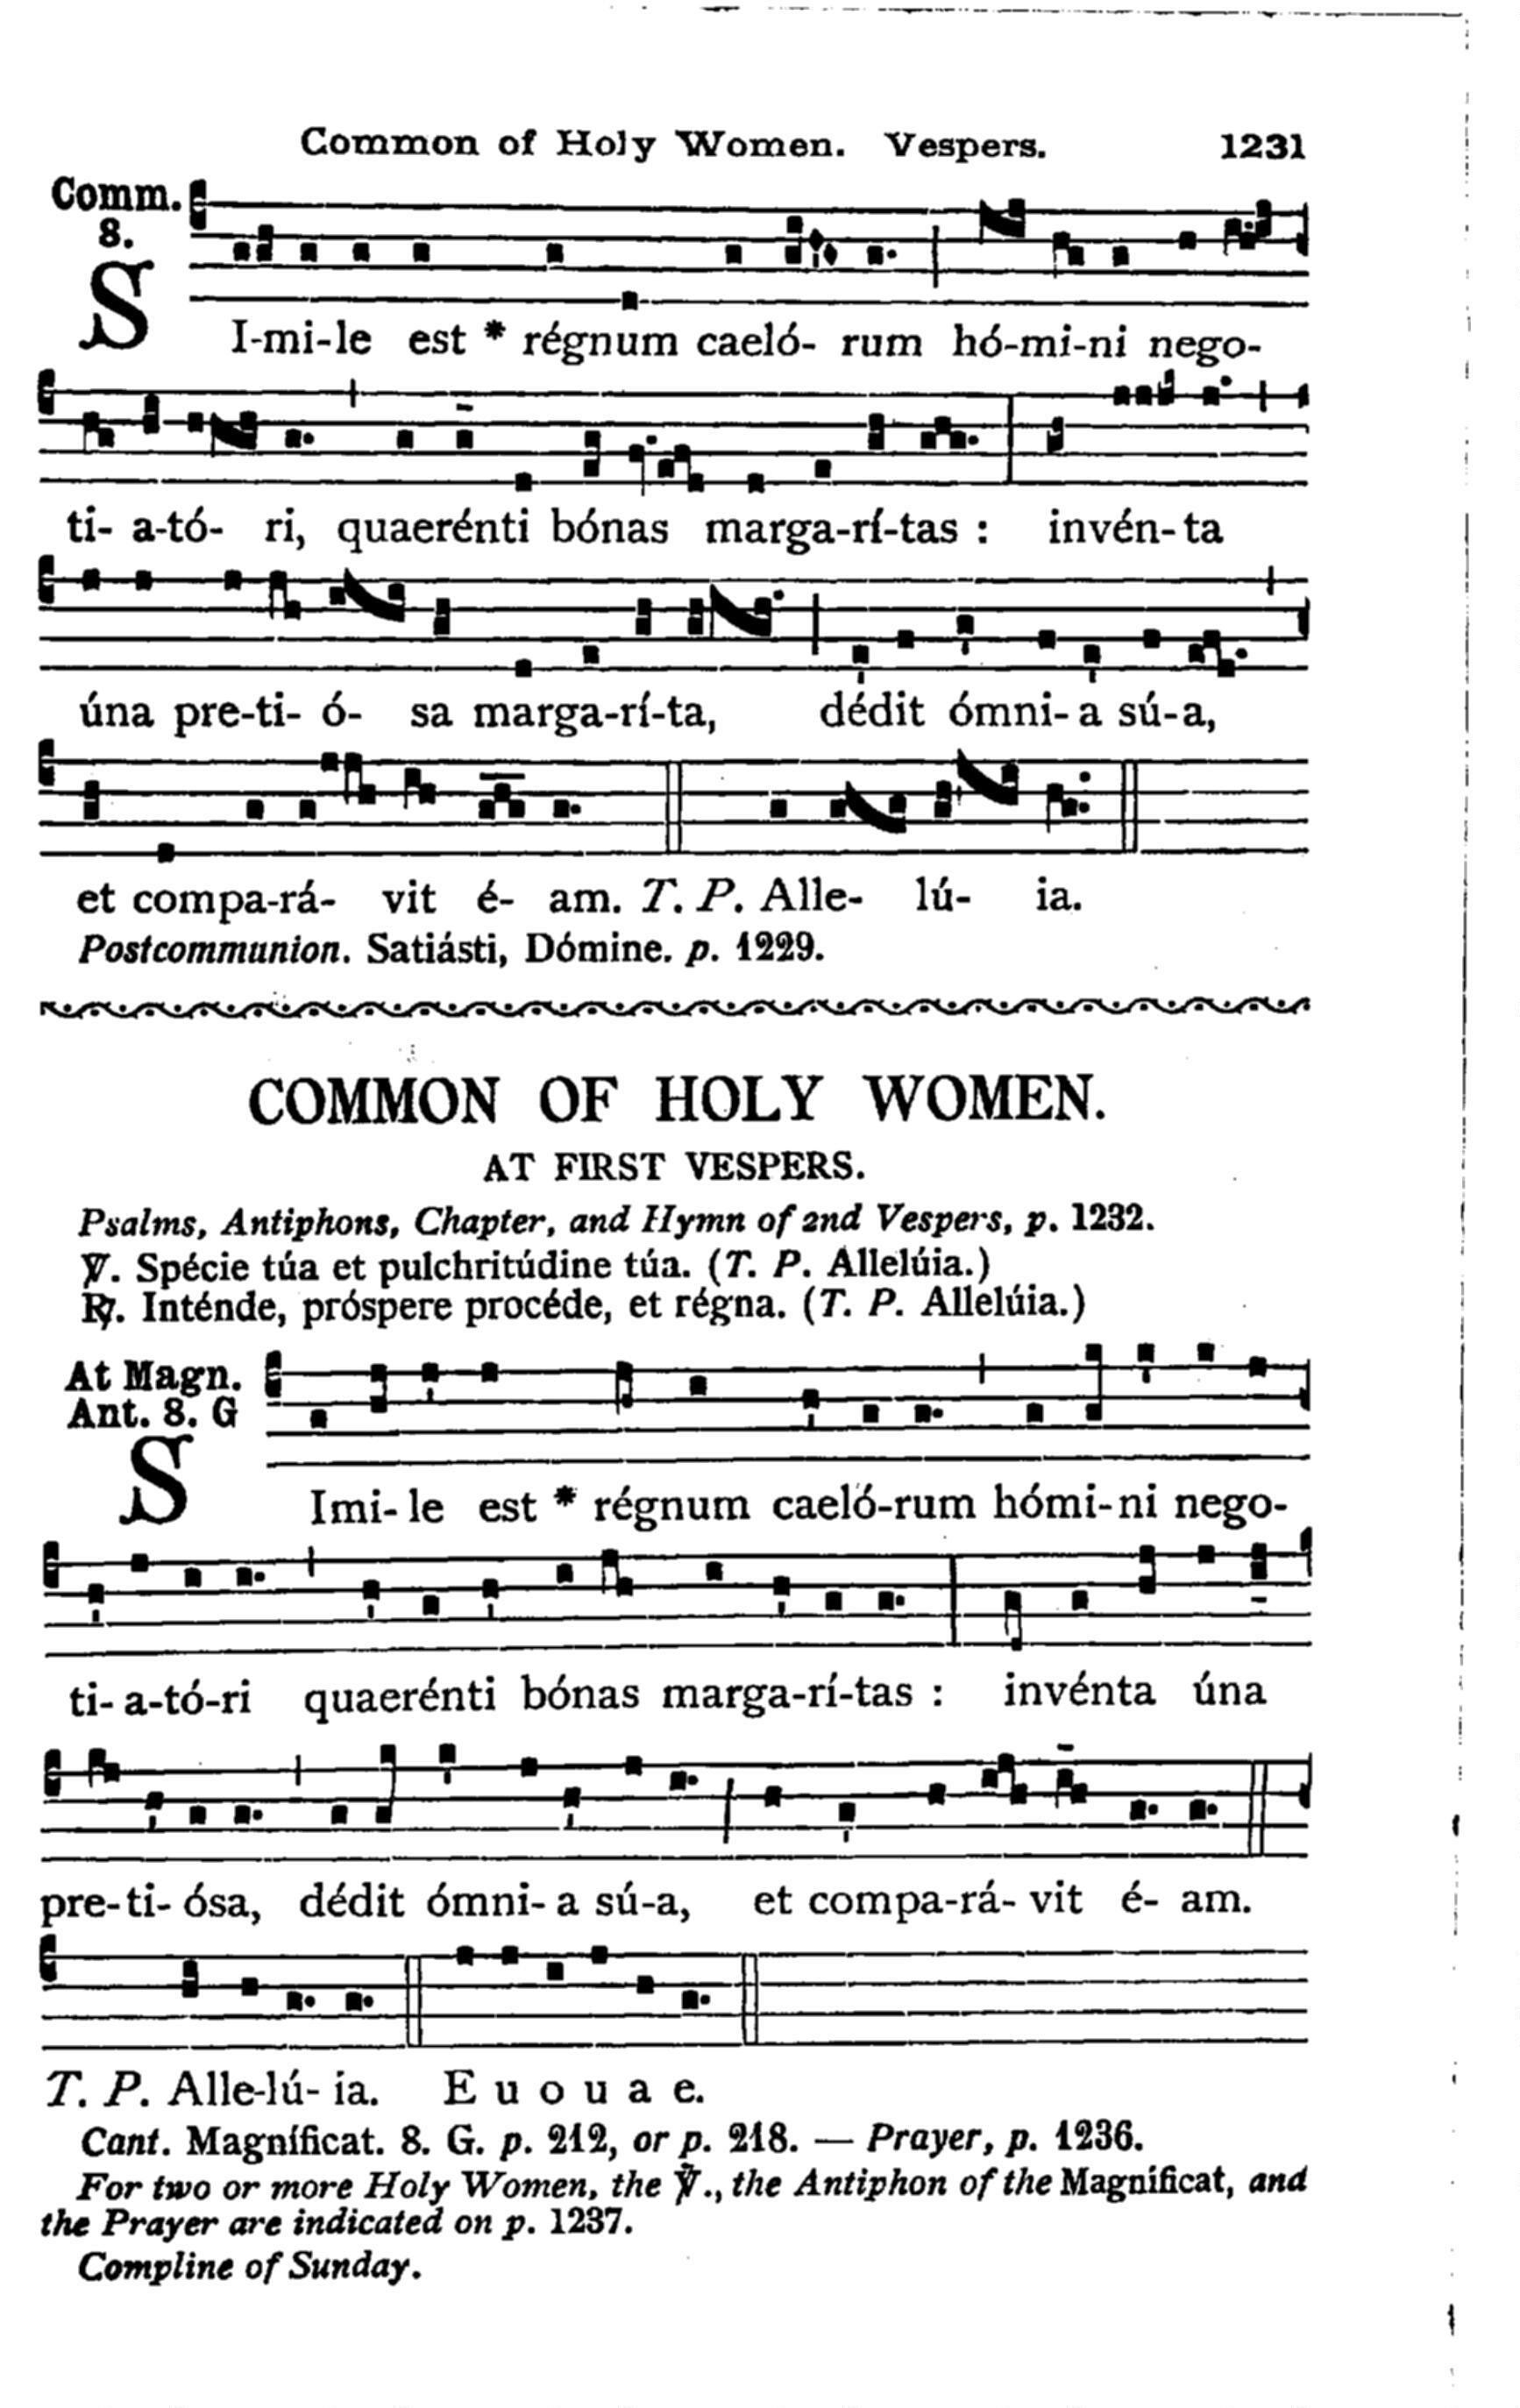 Common of Holy Women. Vespers. 1231
Comm.
8.
SI-mi-le est * régnum caeló- rum hó-mi-ni nego-
ti- a-tó- ri, quaerénti bónas marga-rí-tas : invén-ta
úna pre-ti- ó- sa marga-rí-ta, dédit ómni- a sú-a,
et compa-rá- vit é- am. T. P. Alle- lú- ia.
Postcommunion. Satiásti, Dómine. p. 1229.
COMMON OF HOLY WOMEN.
AT FIRST VESPERS.
Psalms, Antiphons, Chapter, and Hymn of 2nd Vespers, p. 1232.
℣. Spécie túa et pulchritúdine túa. (T. P. Allelúia.)
℟. Inténde, próspere procéde, et régna. (T. P. Allelúia.)
At Magn.
Ant. 8. G
SImi- le est * régnum caeló-rum hómi-ni nego-
ti- a-tó-ri quaerénti bónas marga-rí-tas : invénta úna
pre-ti- ósa, dédit ómni- a sú-a, et compa-rá- vit é- am.
T. P. Alle-lú- ia. E u o u a e.
Cant. Magníficat. 8. G. p. 212, or p. 218. — Prayer, p. 1236.
For two or more Holy Women, the ℣., the Antiphon of the Magníficat, and
the Prayer are indicated on p. 1237.
Compline of Sunday.